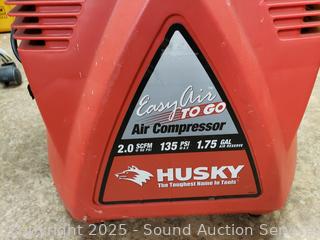 Easy Air
TO GO
Air Compressor
2.0 SCFM 135 PSI 1.75 GAL
HUSKY
The Toughest Name in Tools
Copyright 2025 - Sound Auction Service